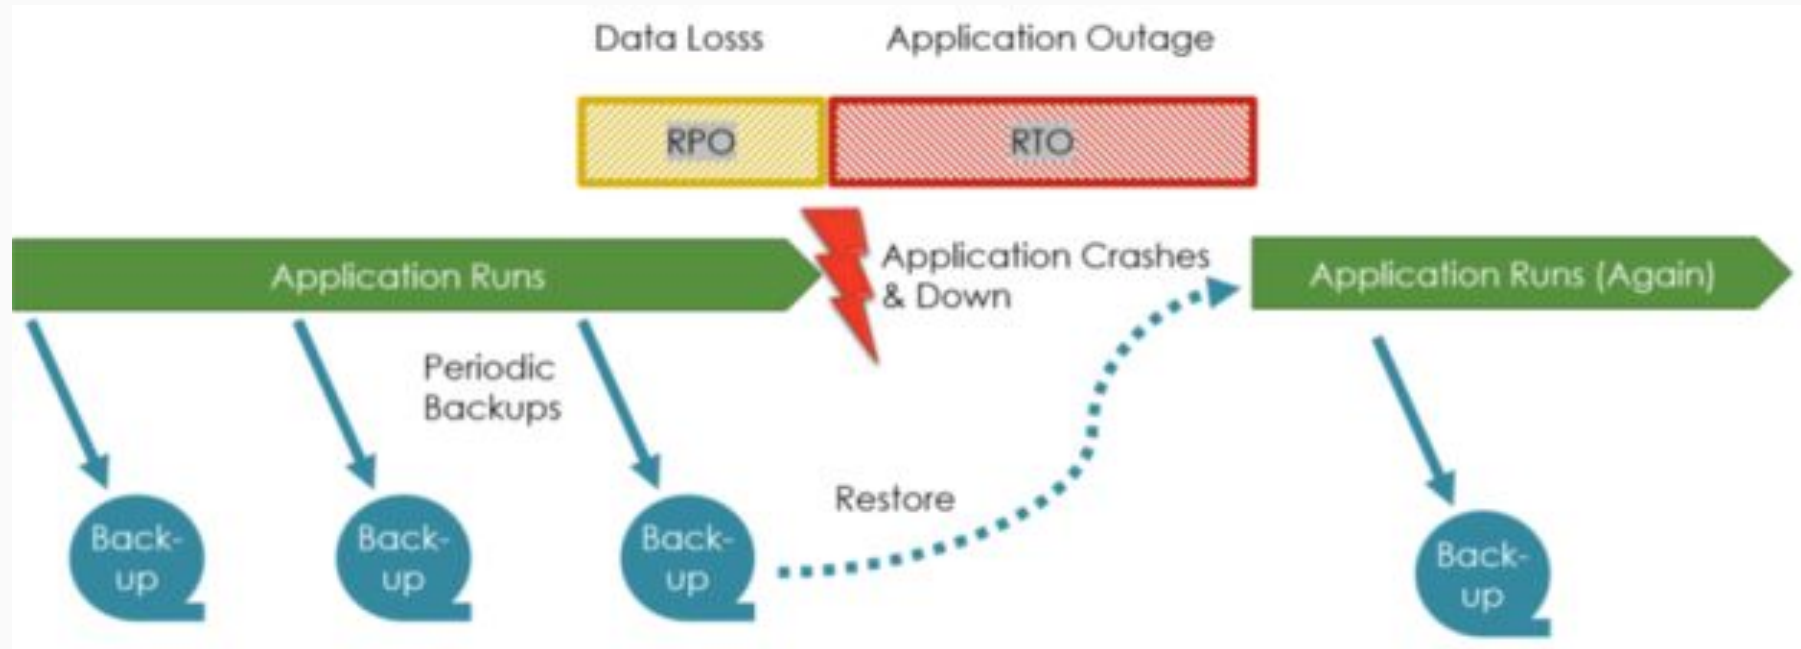 Data Losss
Application Outage
RPO
RTO
Application Runs
Application Crashes
& Down
Application Runs (Again)
Periodic
Backups
Restore
Back-
up
Back-
up
Back-
up
Back-
up